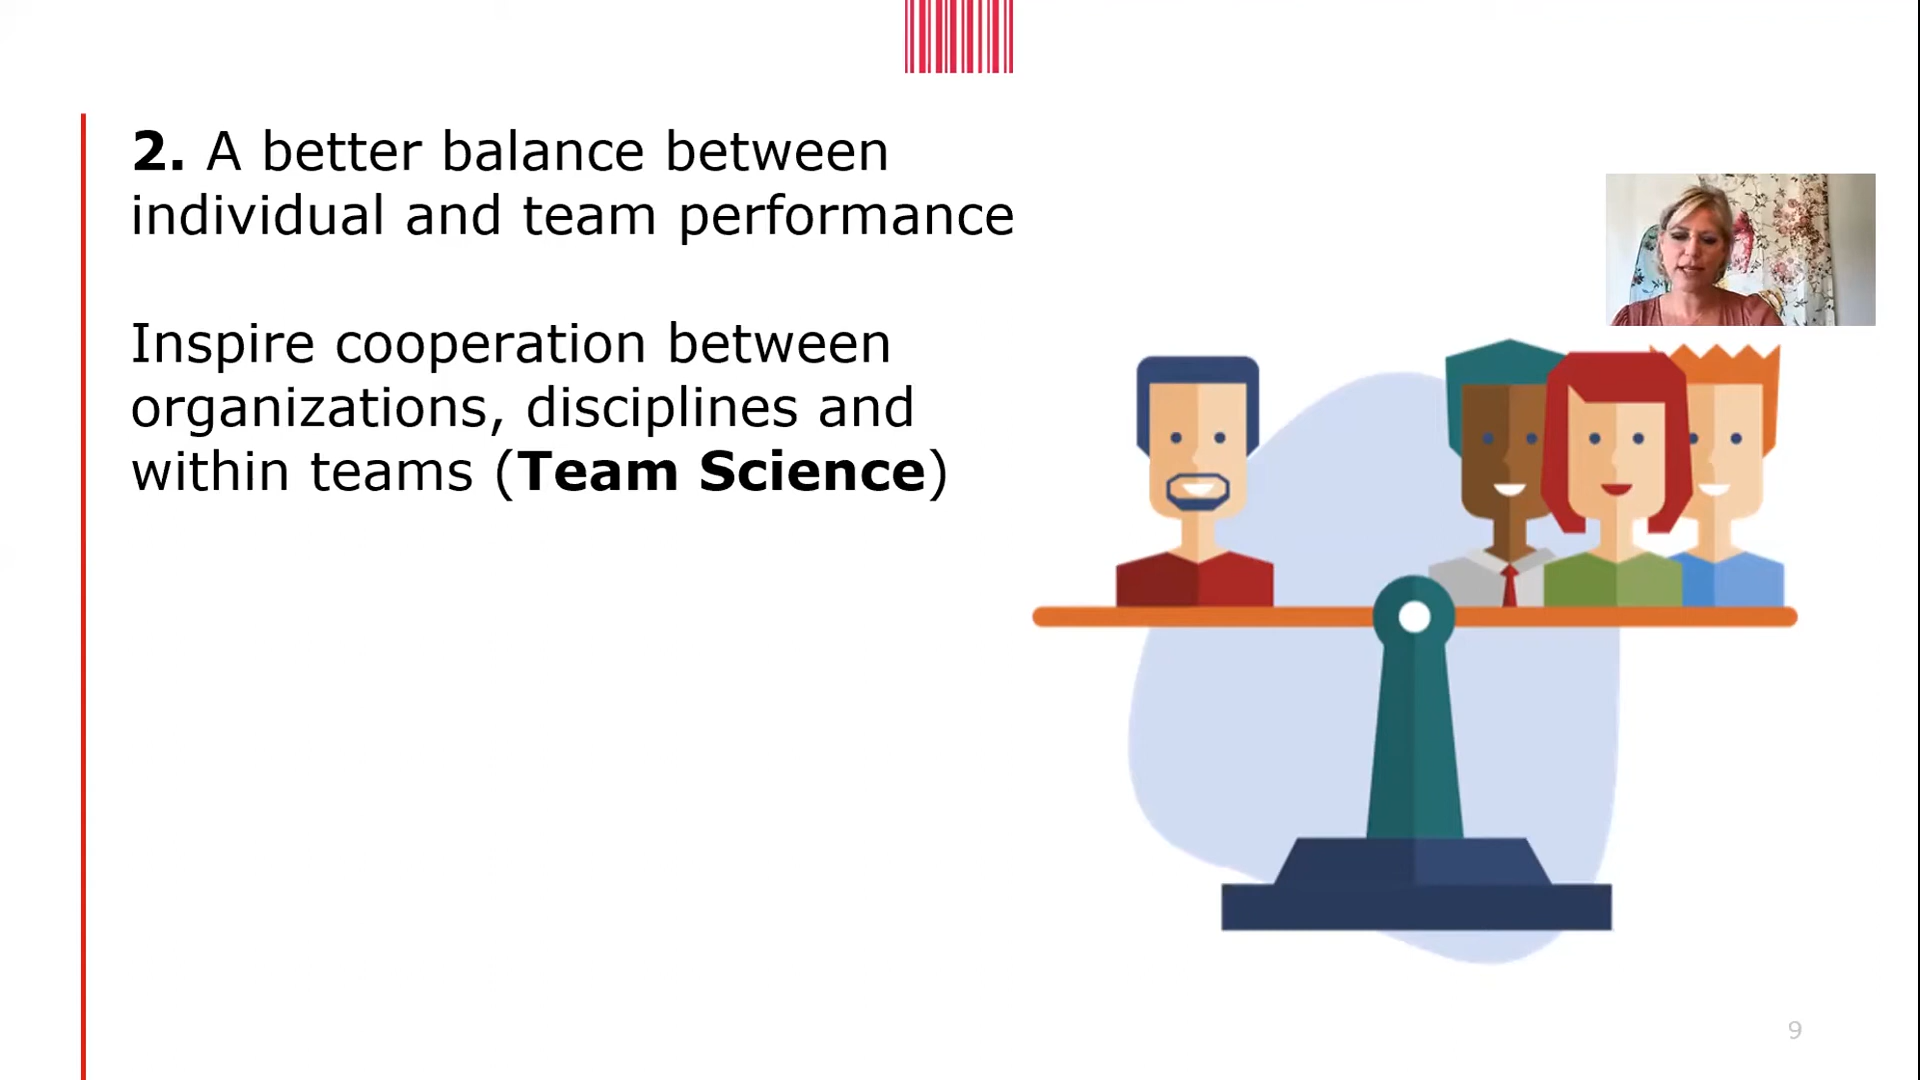 2. A better balance between
individual and team performance
Inspire cooperation between
organizations, disciplines and
within teams (Team Science)
9